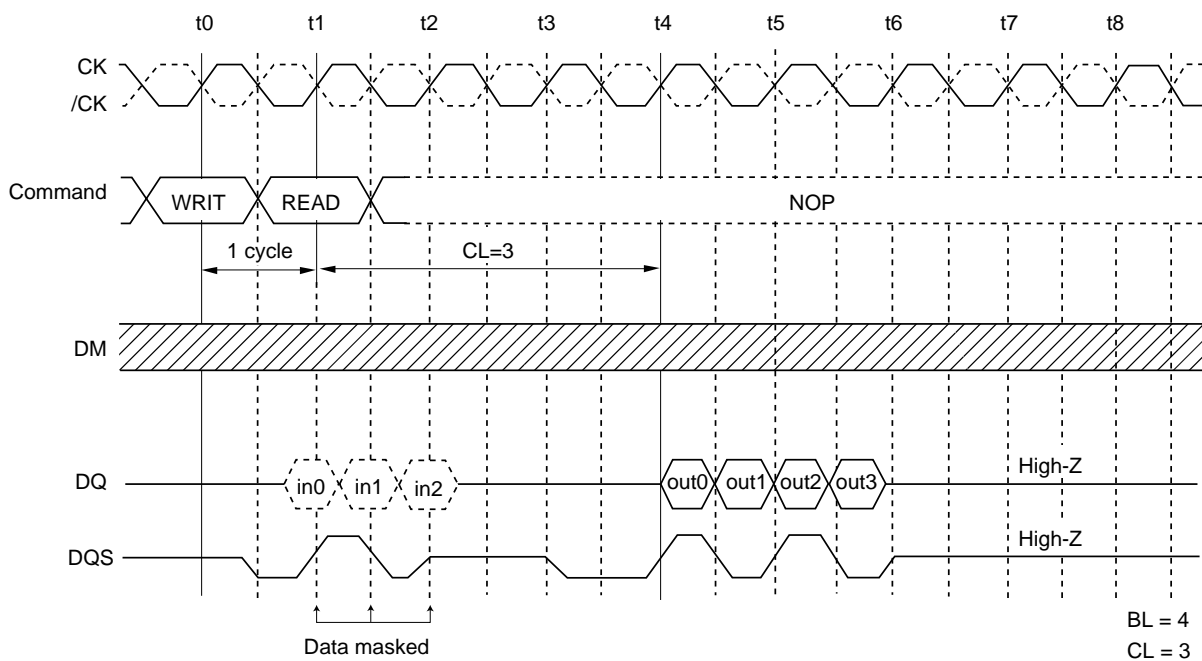 t0 t1 t2 t3 t4 t5 t6 t7 t8
CK
/CK
Command WRIT READ NOP
1 cycle CL=3
DM
DQ in0 in1 in2 out0 out1 out2 out3 High-Z
DQS High-Z
Data masked
BL = 4
CL = 3